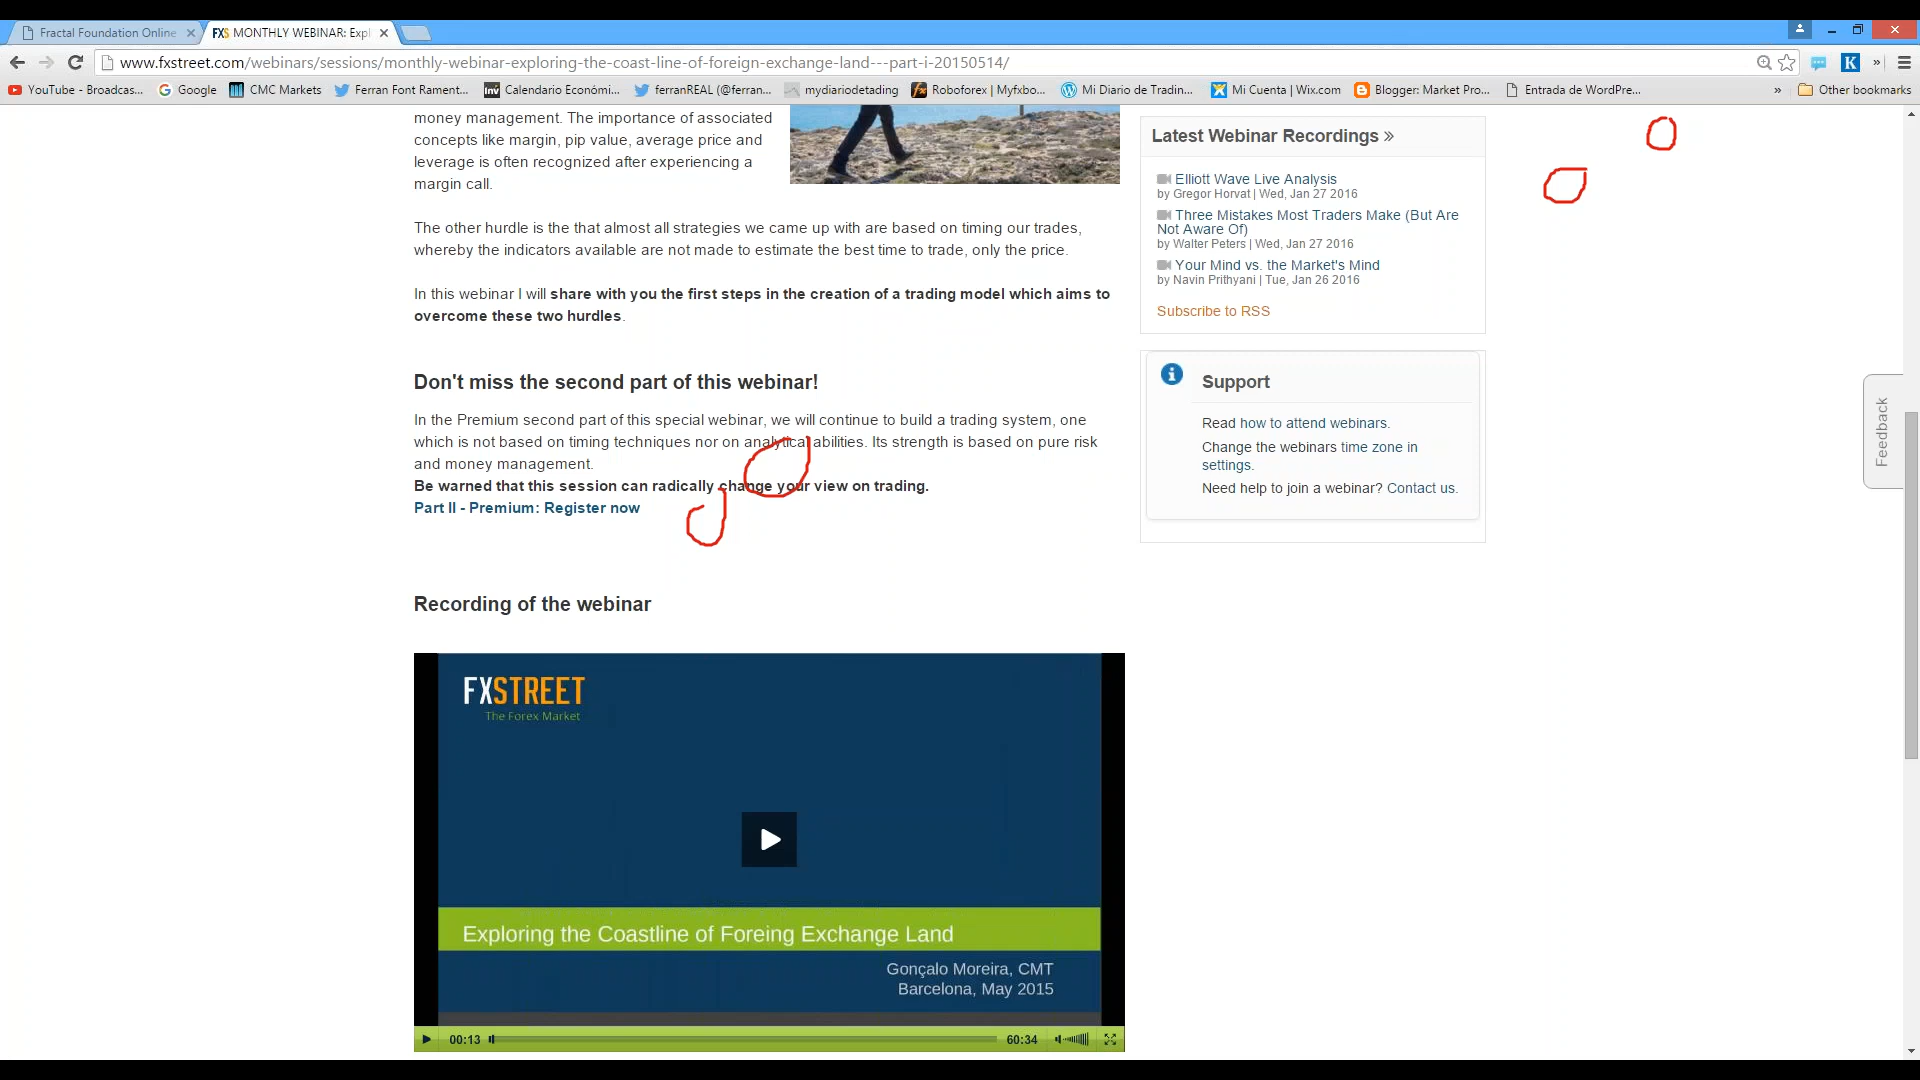 Fractal Foundation Online
FXS MONTHLY WEBINAR: Expl
www.fxstreet.com/webinars/sessions/monthly-webinar-exploring-the-coast-line-of-foreign-exchange-land---part-i-20150514/
K
»
YouTube - Broadcas...
Google
CMC Markets
Ferran Font Rament...
Inv Calendario Económi...
ferranREAL (@ferran...
mydiariodetading
fx Roboforex | Myfxbo...
Mi Diario de Tradin...
Mi Cuenta | Wix.com
Blogger: Market Pro...
Entrada de WordPre...
»
Other bookmarks
money management. The importance of associated
concepts like margin, pip value, average price and
leverage is often recognized after experiencing a
margin call.
The other hurdle is the that almost all strategies we came up with are based on timing our trades,
whereby the indicators available are not made to estimate the best time to trade, only the price.
In this webinar I will share with you the first steps in the creation of a trading model which aims to
overcome these two hurdles.
Don't miss the second part of this webinar!
In the Premium second part of this special webinar, we will continue to build a trading system, one
which is not based on timing techniques nor on analytical abilities. Its strength is based on pure risk
and money management.
Be warned that this session can radically change your view on trading.
Part II - Premium: Register now
Recording of the webinar
FXSTREET
The Forex Market
Exploring the Coastline of Foreing Exchange Land
Gonçalo Moreira, CMT
Barcelona, May 2015
00:13
60:34
Latest Webinar Recordings »
Elliott Wave Live Analysis
by Gregor Horvat | Wed, Jan 27 2016
Three Mistakes Most Traders Make (But Are
Not Aware Of)
by Walter Peters | Wed, Jan 27 2016
Your Mind vs. the Market's Mind
by Navin Prithyani | Tue, Jan 26 2016
Subscribe to RSS
Support
Read how to attend webinars.
Change the webinars time zone in
settings.
Need help to join a webinar? Contact us.
Feedback